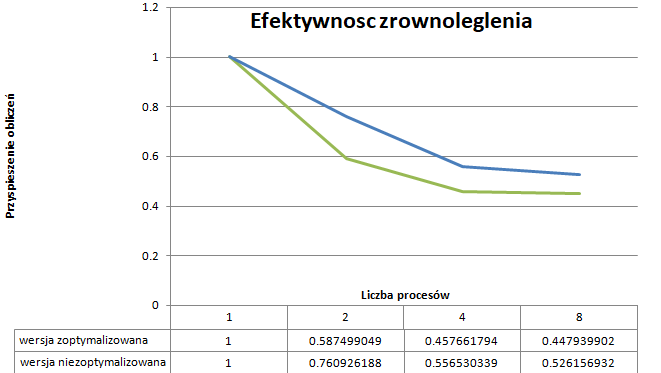 Efektywnosc zrownoleglenia
1.2
1
0.8
0.6
0.4
0.2
0
Przyspieszenie obliczeń
Liczba procesów
1 2 4 8
wersja zoptymalizowana 1 0.587499049 0.457661794 0.447939902
wersja niezoptymalizowana 1 0.760926188 0.556530339 0.526156932